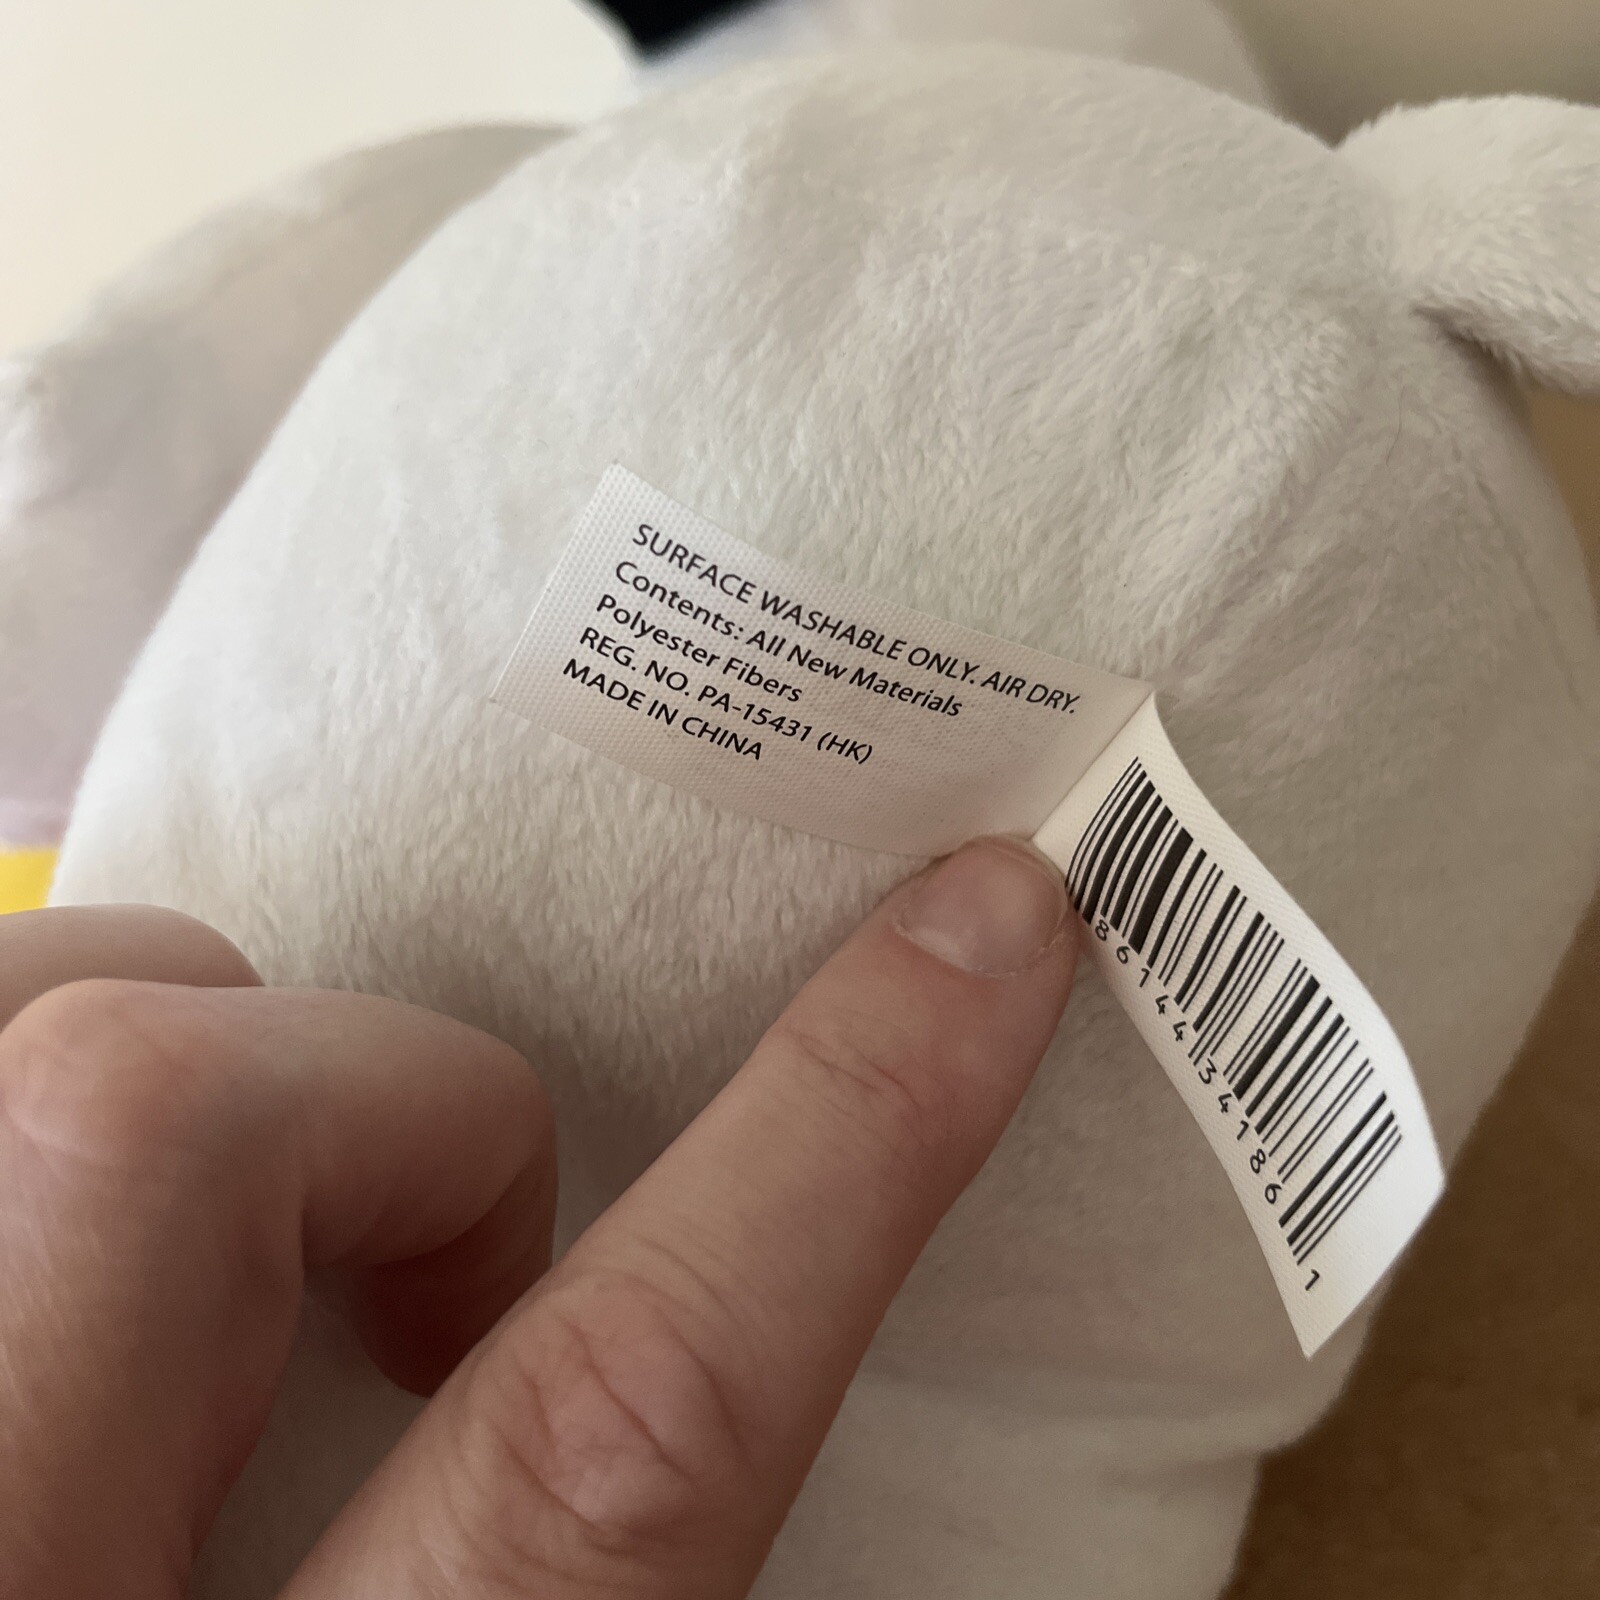 SURFACE WASHABLE ONLY. AIR DRY.
Contents: All New Materials
Polyester Fibers
REG. NO. PA-15431 (HK)
MADE IN CHINA
86144341861